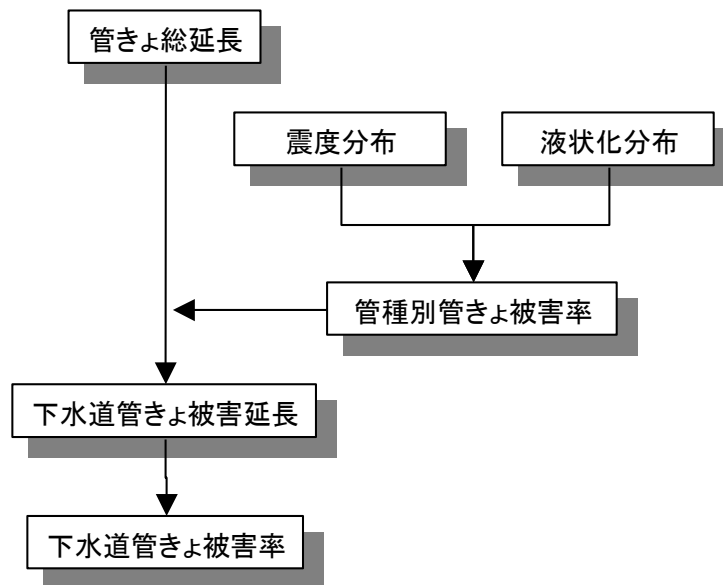 管きょ総延長
震度分布
液状化分布
管種別管きょ被害率
下水道管きょ被害延長
下水道管きょ被害率